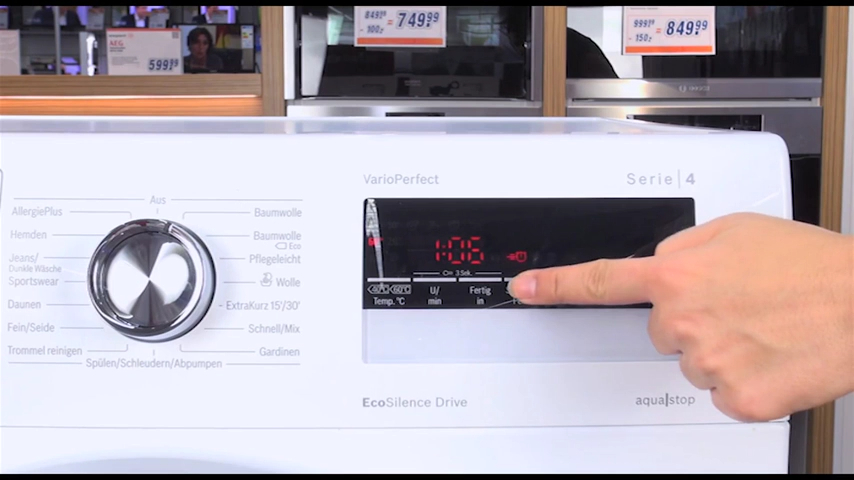 AEG
599.99
849.99
- 100.-
= 749.99
999.99
- 150.-
= 849.99
VarioPerfect
Serie | 4
Aus
AllergiePlus
Hemden
Jeans/
Dunkle Wäsche
Sportswear
Daunen
Fein/Seide
Trommel reinigen
Spülen/Schleudern/Abpumpen
Baumwolle
Baumwolle
Eco
Pflegeleicht
Wolle
ExtraKurz 15'/30'
Schnell/Mix
Gardinen
1:06
3 Sek.
40°C 60°C
Temp. °C
U/
min
Fertig
in
EcoSilence Drive
aqua stop